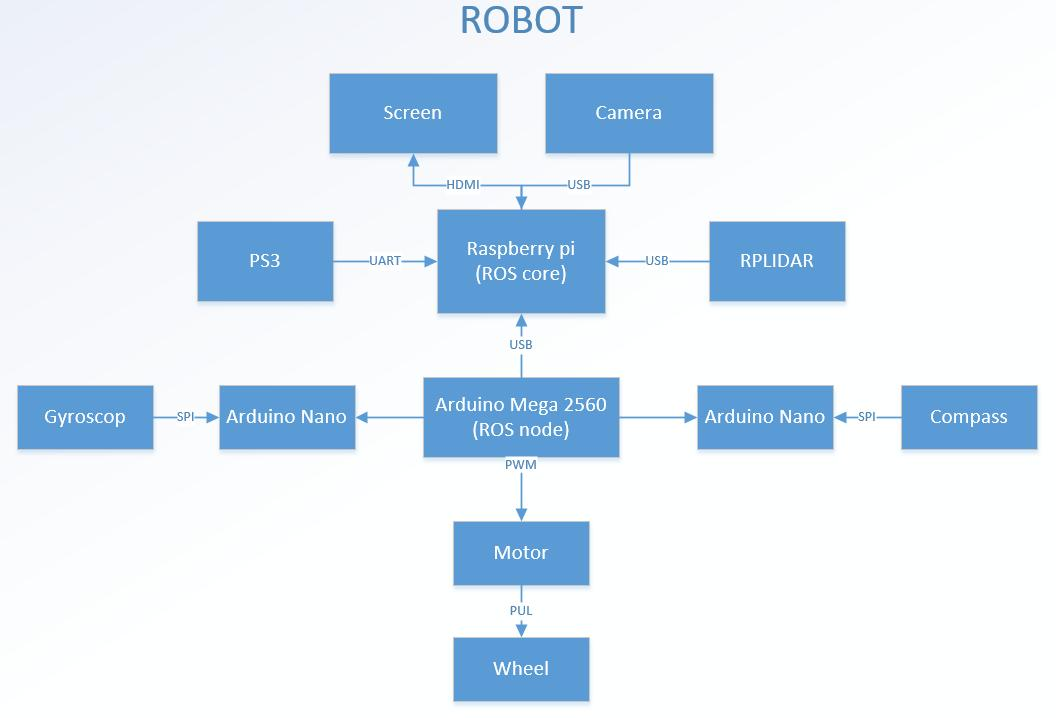 ROBOT
Screen
Camera
HDMI
USB
PS3
UART
Raspberry pi
(ROS core)
USB
RPLIDAR
USB
Gyroscop
SPI
Arduino Nano
Arduino Mega 2560
(ROS node)
Arduino Nano
SPI
Compass
PWM
Motor
PUL
Wheel